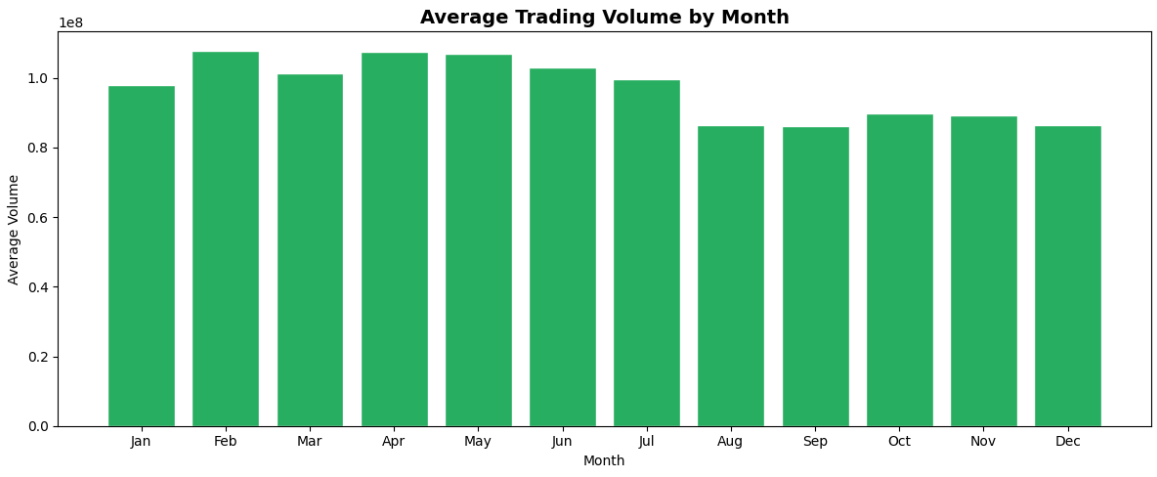 Average Trading Volume by Month
1e8
1.0
0.8
0.6
0.4
0.2
0.0
Average Volume
Jan Feb Mar Apr May Jun Jul Aug Sep Oct Nov Dec
Month